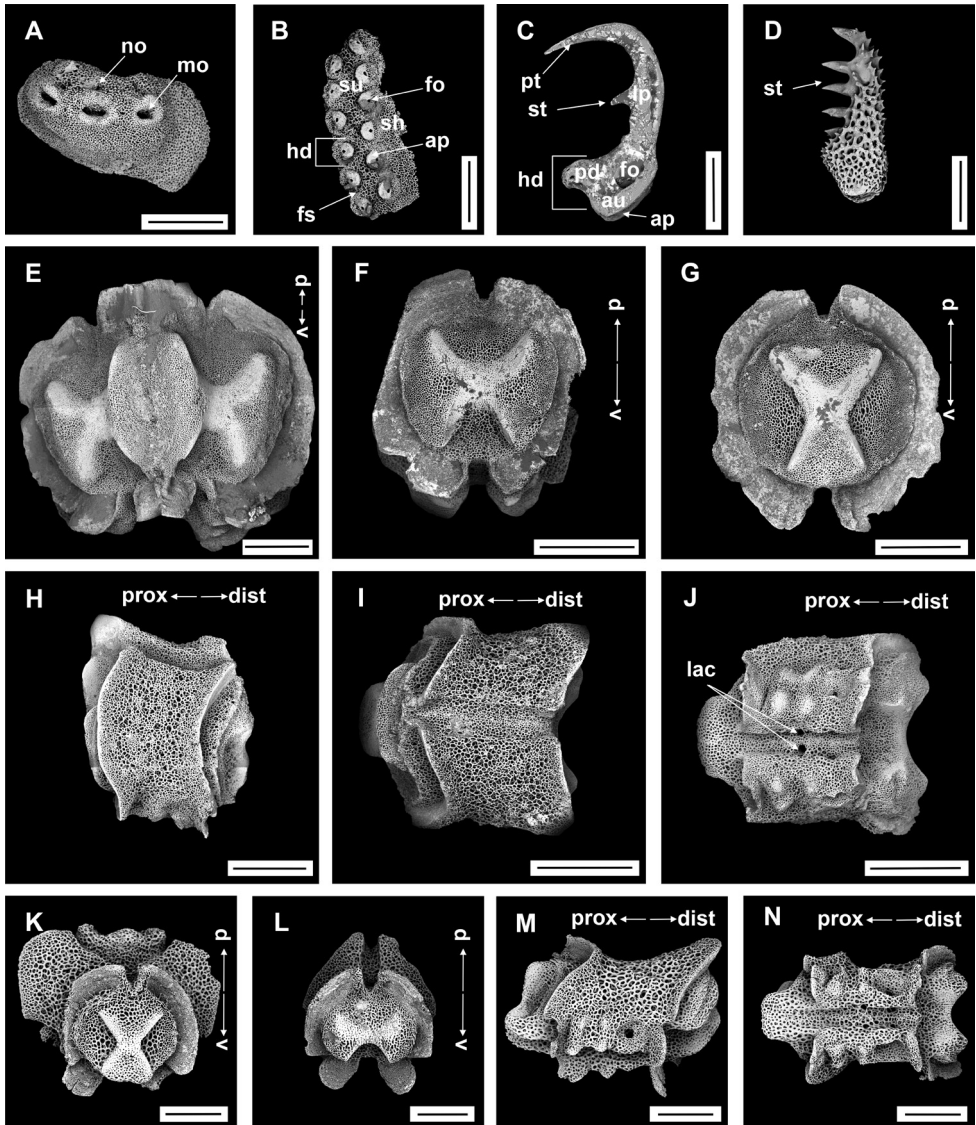 A
no
mo
B
su
fo
sh
hd
ap
fs
C
pt
st
lp
hd
pd
fo
au
ap
D
st
E
d
v
F
d
v
G
d
v
H
prox dist
I
prox dist
J
prox dist
lac
K
d
v
L
d
v
M
prox dist
N
prox dist